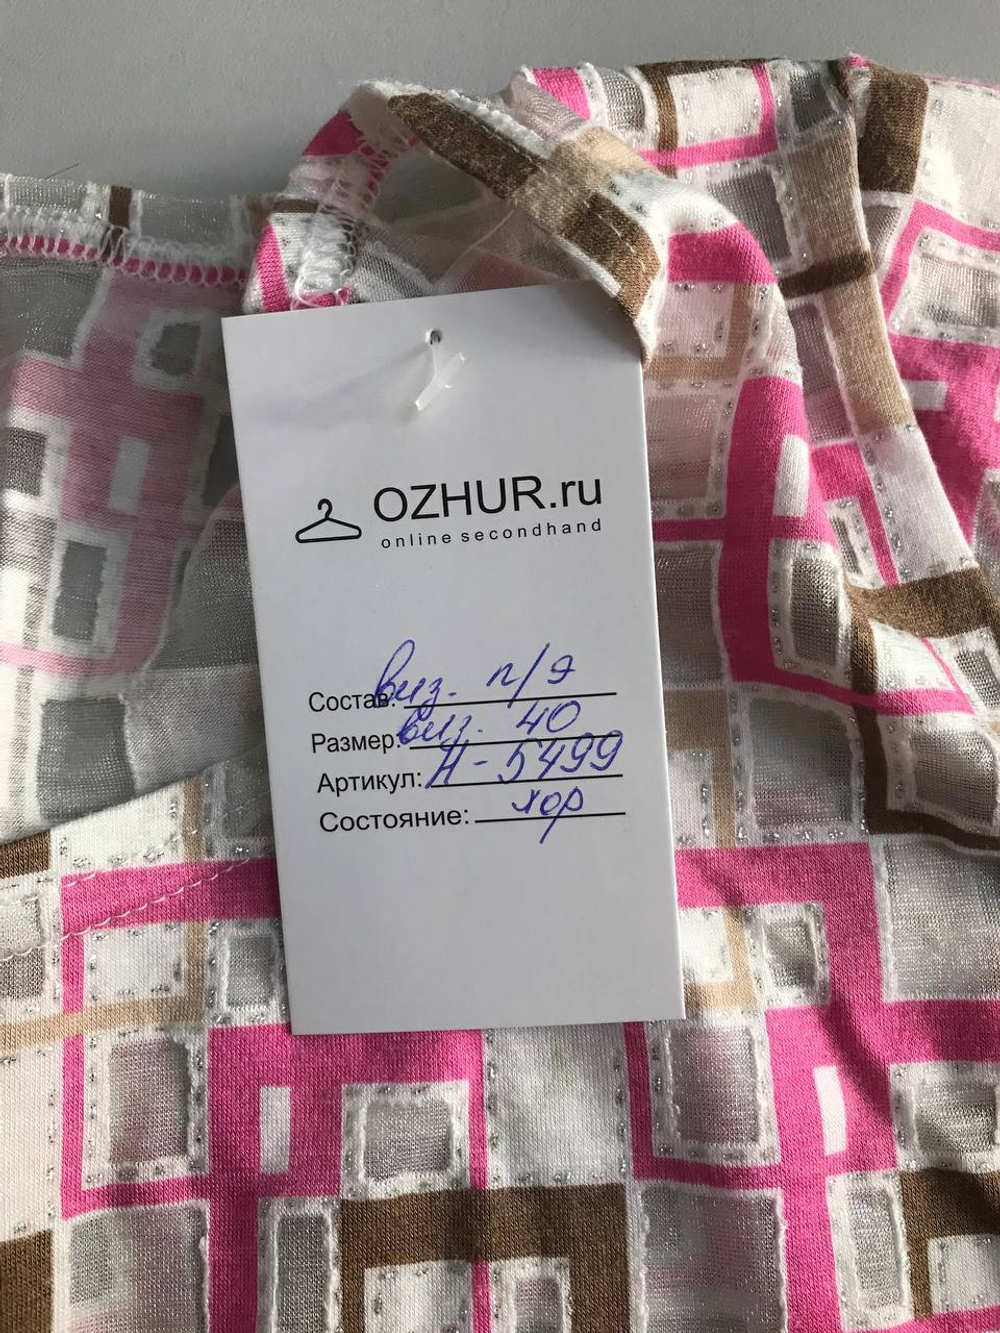 OZHUR.ru
online secondhand
Состав: виз. п/э
Размер: виз. 40
Артикул: Н-5499
Состояние: хор